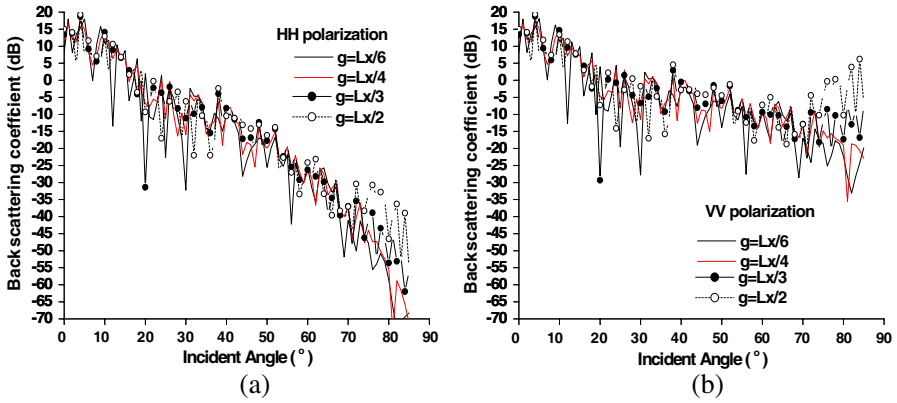 Backscattering coefficient (dB)
20
15
10
5
0
-5
-10
-15
-20
-25
-30
-35
-40
-45
-50
-55
-60
-65
-70
HH polarization
g=Lx/6
g=Lx/4
g=Lx/3
g=Lx/2
0 10 20 30 40 50 60 70 80 90
Incident Angle (°)
(a)
Backscattering coefficient (dB)
20
15
10
5
0
-5
-10
-15
-20
-25
-30
-35
-40
-45
-50
-55
-60
-65
-70
VV polarization
g=Lx/6
g=Lx/4
g=Lx/3
g=Lx/2
0 10 20 30 40 50 60 70 80 90
Incident Angle (°)
(b)